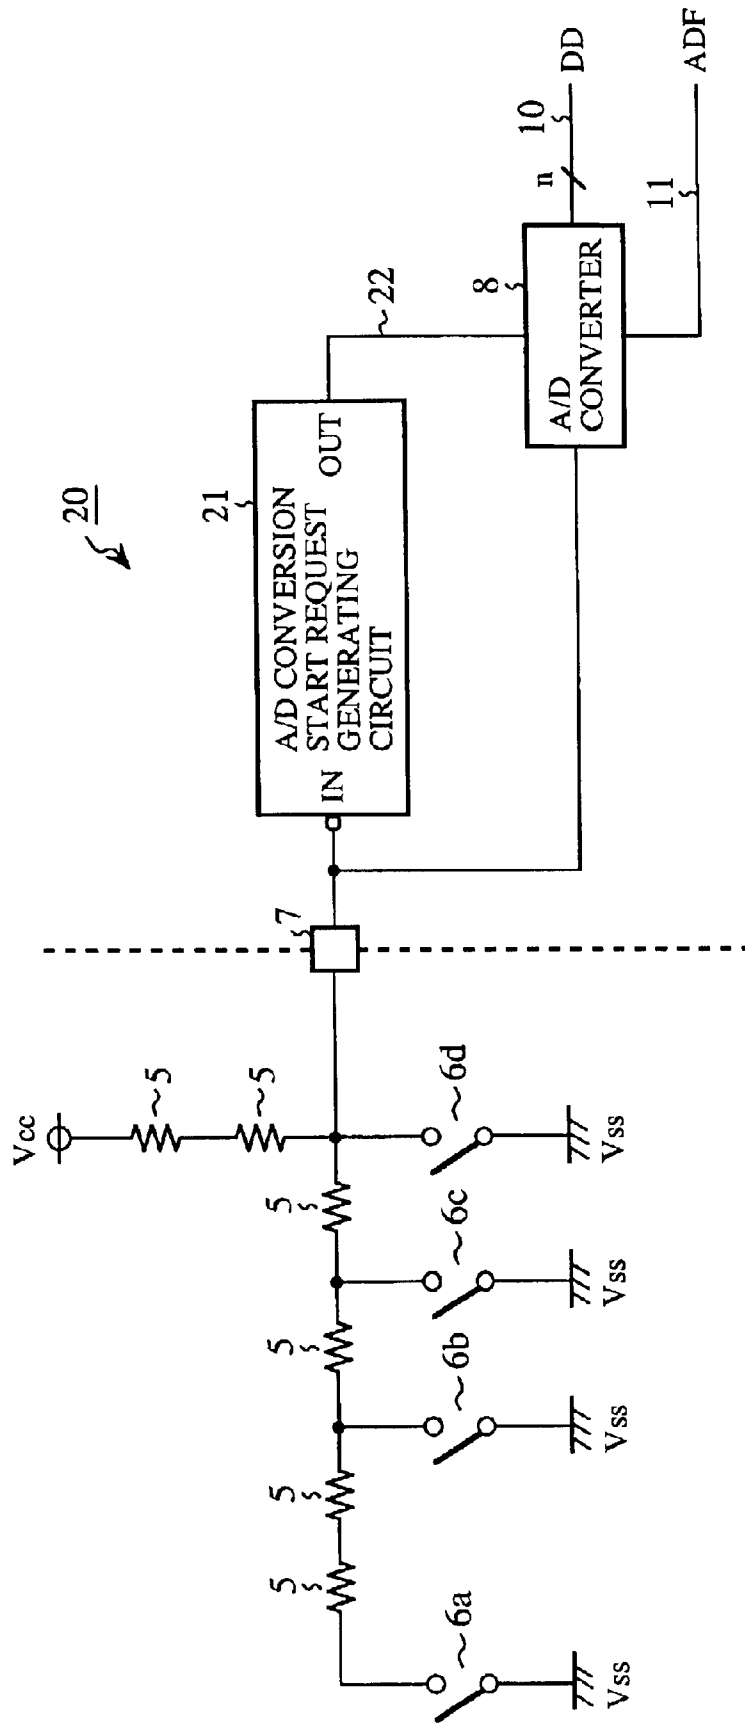 20
Vcc
5
5
5
5
5
5
6a
6b
6c
6d
Vss
Vss
Vss
Vss
7
21
A/D CONVERSION
START REQUEST
GENERATING
CIRCUIT
IN
OUT
22
8
A/D
CONVERTER
n
10
DD
11
ADF